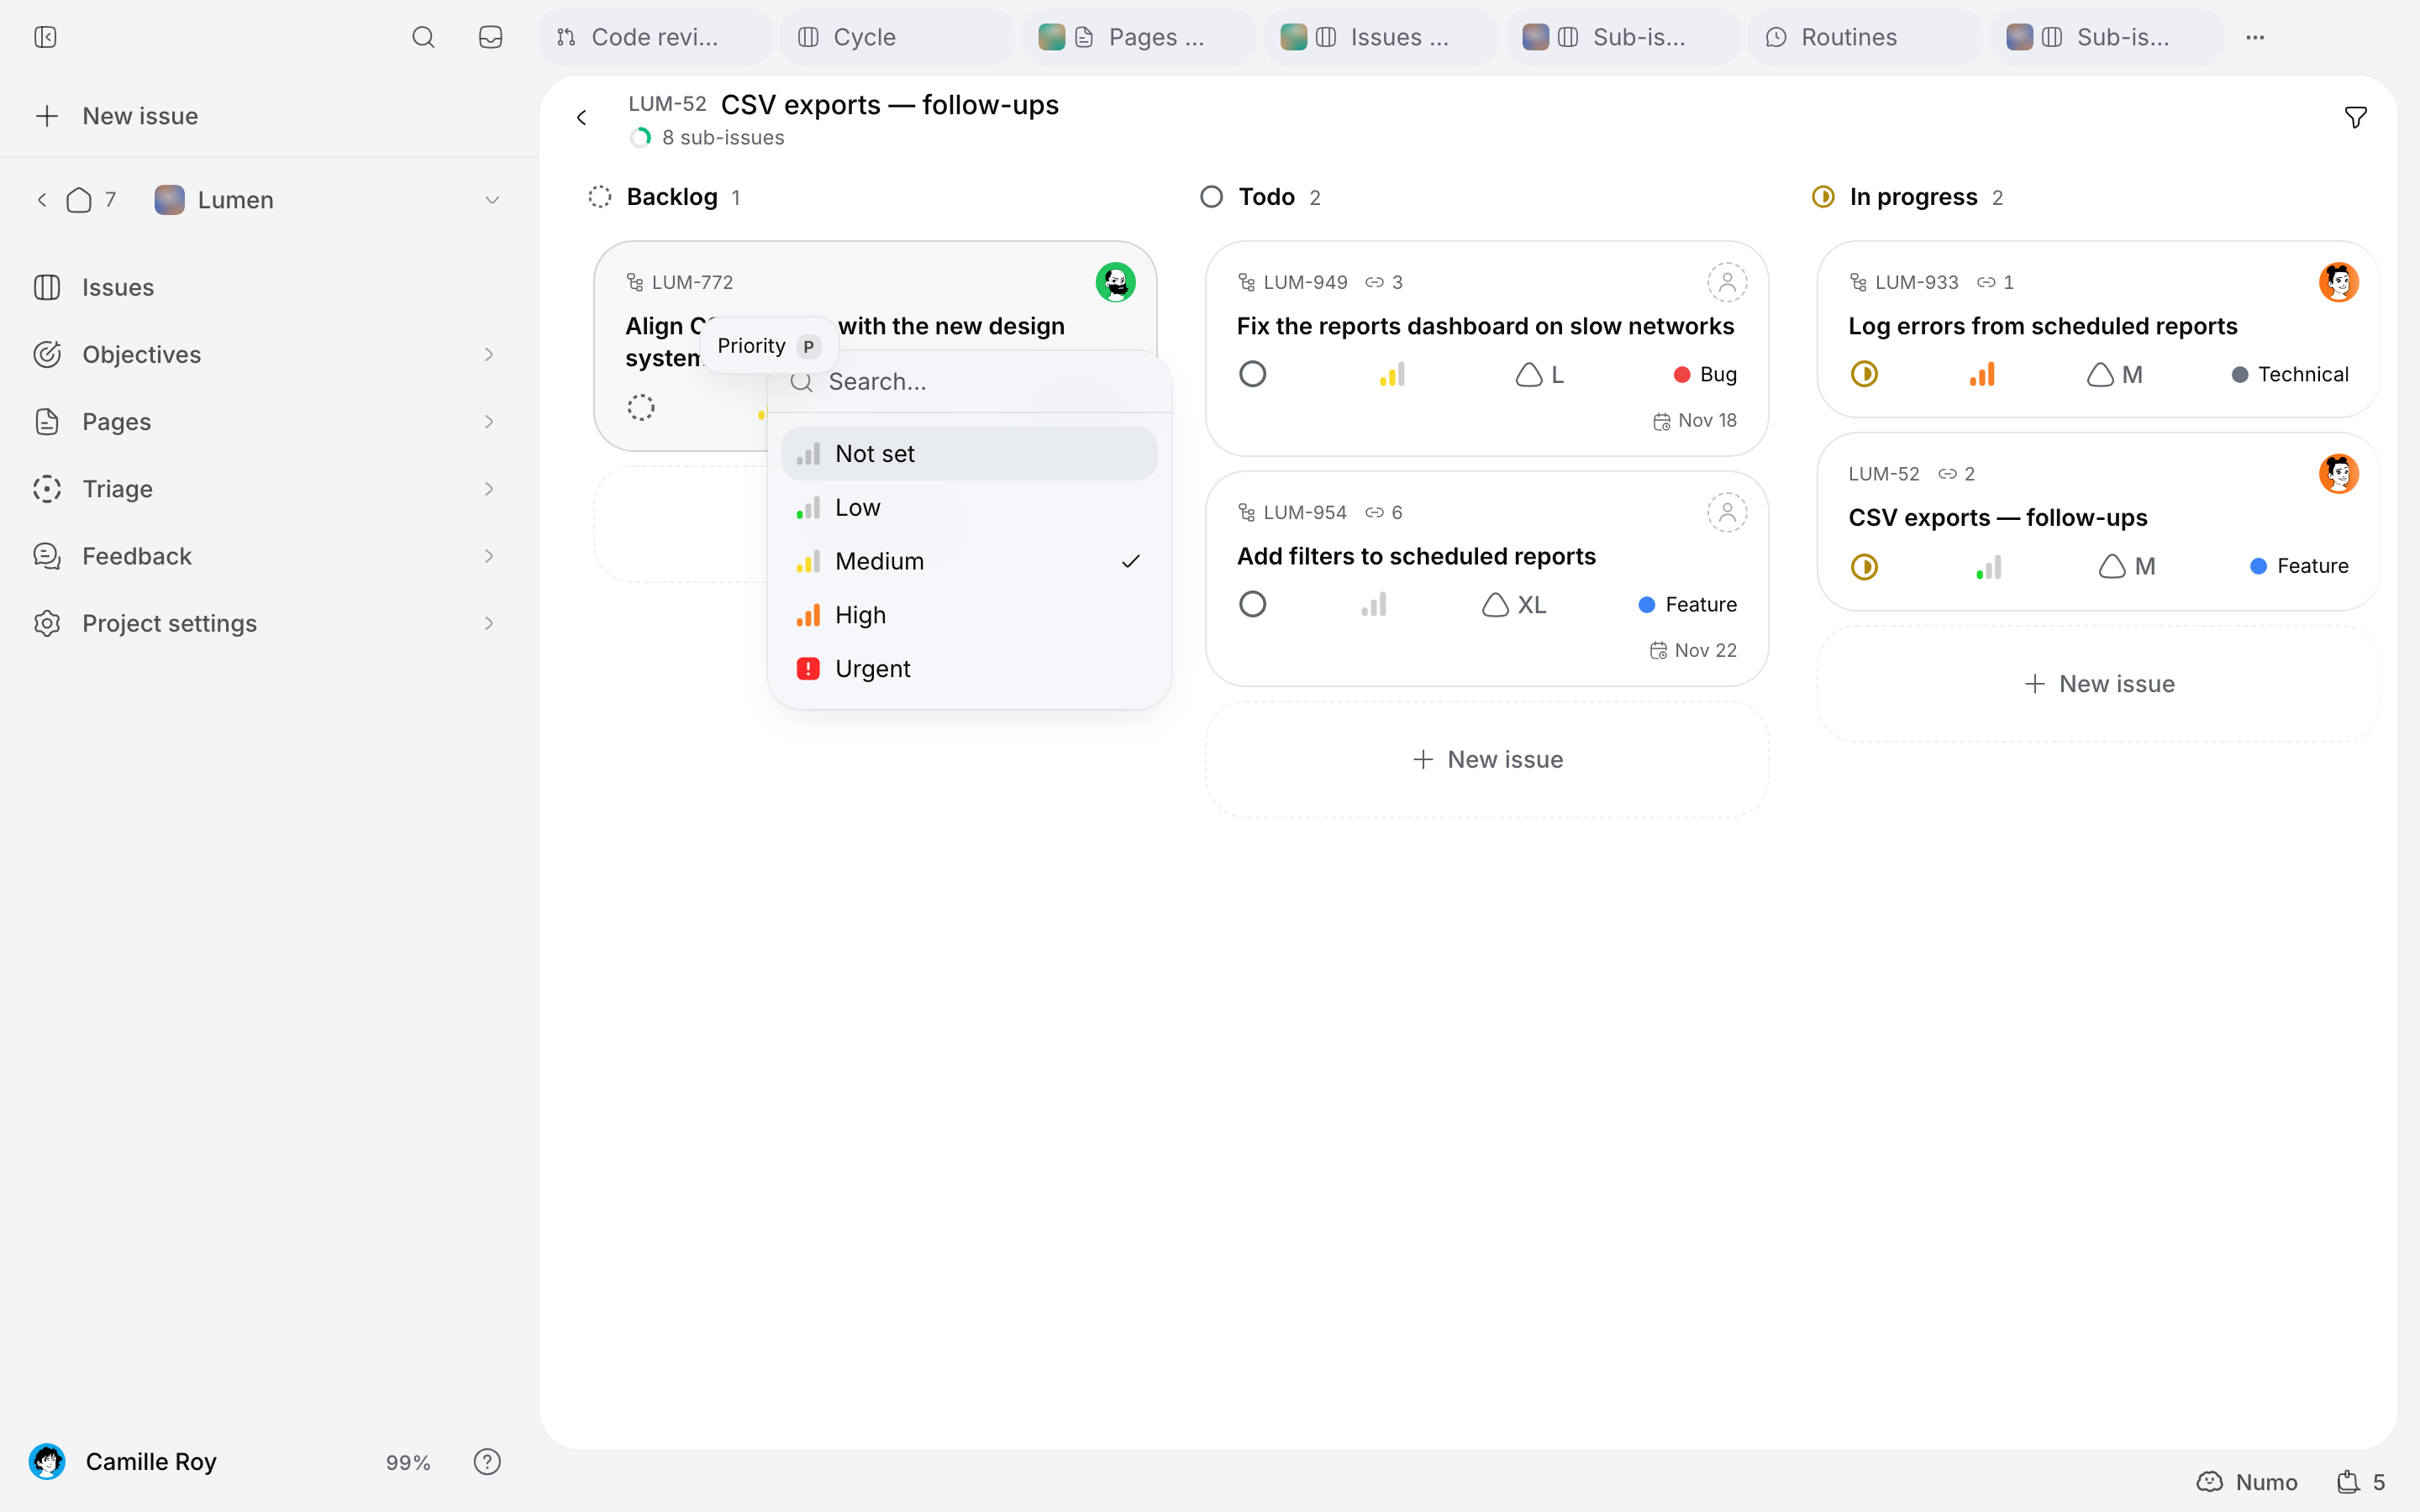 Code revi...
Cycle
Pages ...
Issues ...
Sub-is...
Routines
Sub-is...
New issue
7
Lumen
Issues
Objectives
Pages
Triage
Feedback
Project settings
Camille Roy
99%
LUM-52 CSV exports — follow-ups
8 sub-issues
Backlog 1
LUM-772
with the new design
Priority P
Search...
Not set
Low
Medium
High
Urgent
Todo 2
LUM-949 3
Fix the reports dashboard on slow networks
L
Bug
Nov 18
LUM-954 6
Add filters to scheduled reports
XL
Feature
Nov 22
New issue
In progress 2
LUM-933 1
Log errors from scheduled reports
M
Technical
LUM-52 2
CSV exports — follow-ups
M
Feature
New issue
Numo
5